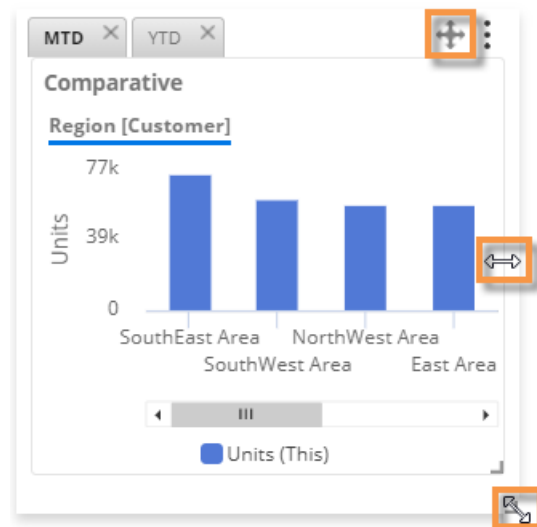 MTD YTD
Comparative
Region [Customer]
77k
Units
39k
0
SouthEast Area NorthWest Area
SouthWest Area East Area
Units (This)